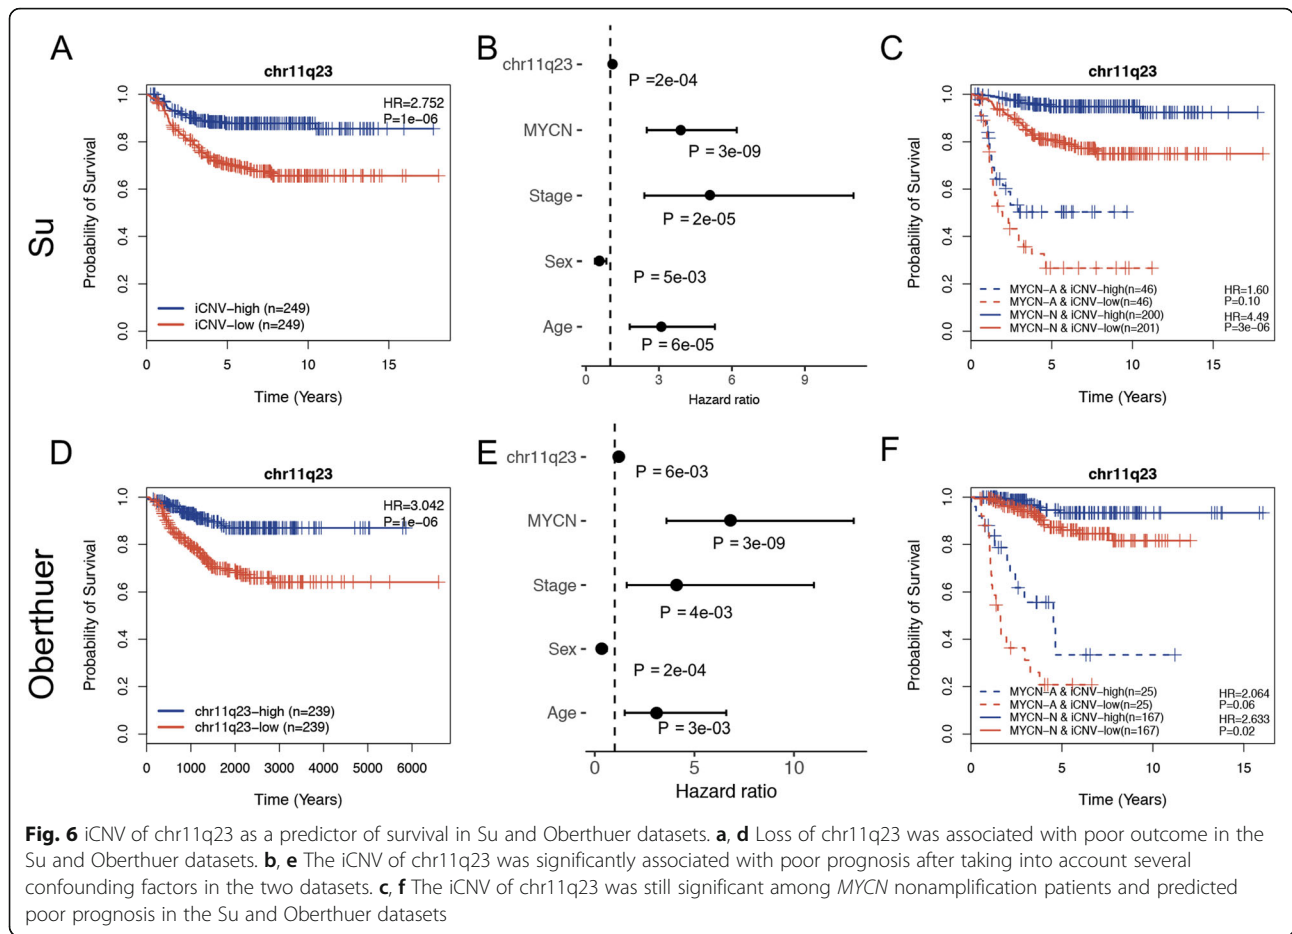 A
chr11q23
Su
Probability of Survival
1.0
0.8
0.6
0.4
0.2
0.0
HR=2.752
P=1e-06
iCNV-high (n=249)
iCNV-low (n=249)
0 5 10 15
Time (Years)
B
chr11q23
P =2e-04
MYCN
P = 3e-09
Stage
P = 2e-05
Sex
P = 5e-03
Age
P = 6e-05
0 3 6 9
Hazard ratio
C
chr11q23
Probability of Survival
1.0
0.8
0.6
0.4
0.2
0.0
MYCN-A & iCNV-high(n=46) HR=1.60
MYCN-A & iCNV-low(n=46) P=0.10
MYCN-N & iCNV-high(n=200) HR=4.49
MYCN-N & iCNV-low(n=201) P=3e-06
0 5 10 15
Time (Years)
D
chr11q23
Oberthuer
Probability of Survival
1.0
0.8
0.6
0.4
0.2
0.0
HR=3.042
P=1e-06
chr11q23-high (n=239)
chr11q23-low (n=239)
0 1000 2000 3000 4000 5000 6000
Time (Years)
E
chr11q23
P = 6e-03
MYCN
P = 3e-09
Stage
P = 4e-03
Sex
P = 2e-04
Age
P = 3e-03
0 5 10
Hazard ratio
F
chr11q23
Probability of Survival
1.0
0.8
0.6
0.4
0.2
0.0
MYCN-A & iCNV-high(n=25) HR=2.064
MYCN-A & iCNV-low(n=25) P=0.06
MYCN-N & iCNV-high(n=167) HR=2.633
MYCN-N & iCNV-low(n=167) P=0.02
0 5 10 15
Time (Years)
Fig. 6 iCNV of chr11q23 as a predictor of survival in Su and Oberthuer datasets. a, d Loss of chr11q23 was associated with poor outcome in the
Su and Oberthuer datasets. b, e The iCNV of chr11q23 was significantly associated with poor prognosis after taking into account several
confounding factors in the two datasets. c, f The iCNV of chr11q23 was still significant among MYCN nonamplification patients and predicted
poor prognosis in the Su and Oberthuer datasets